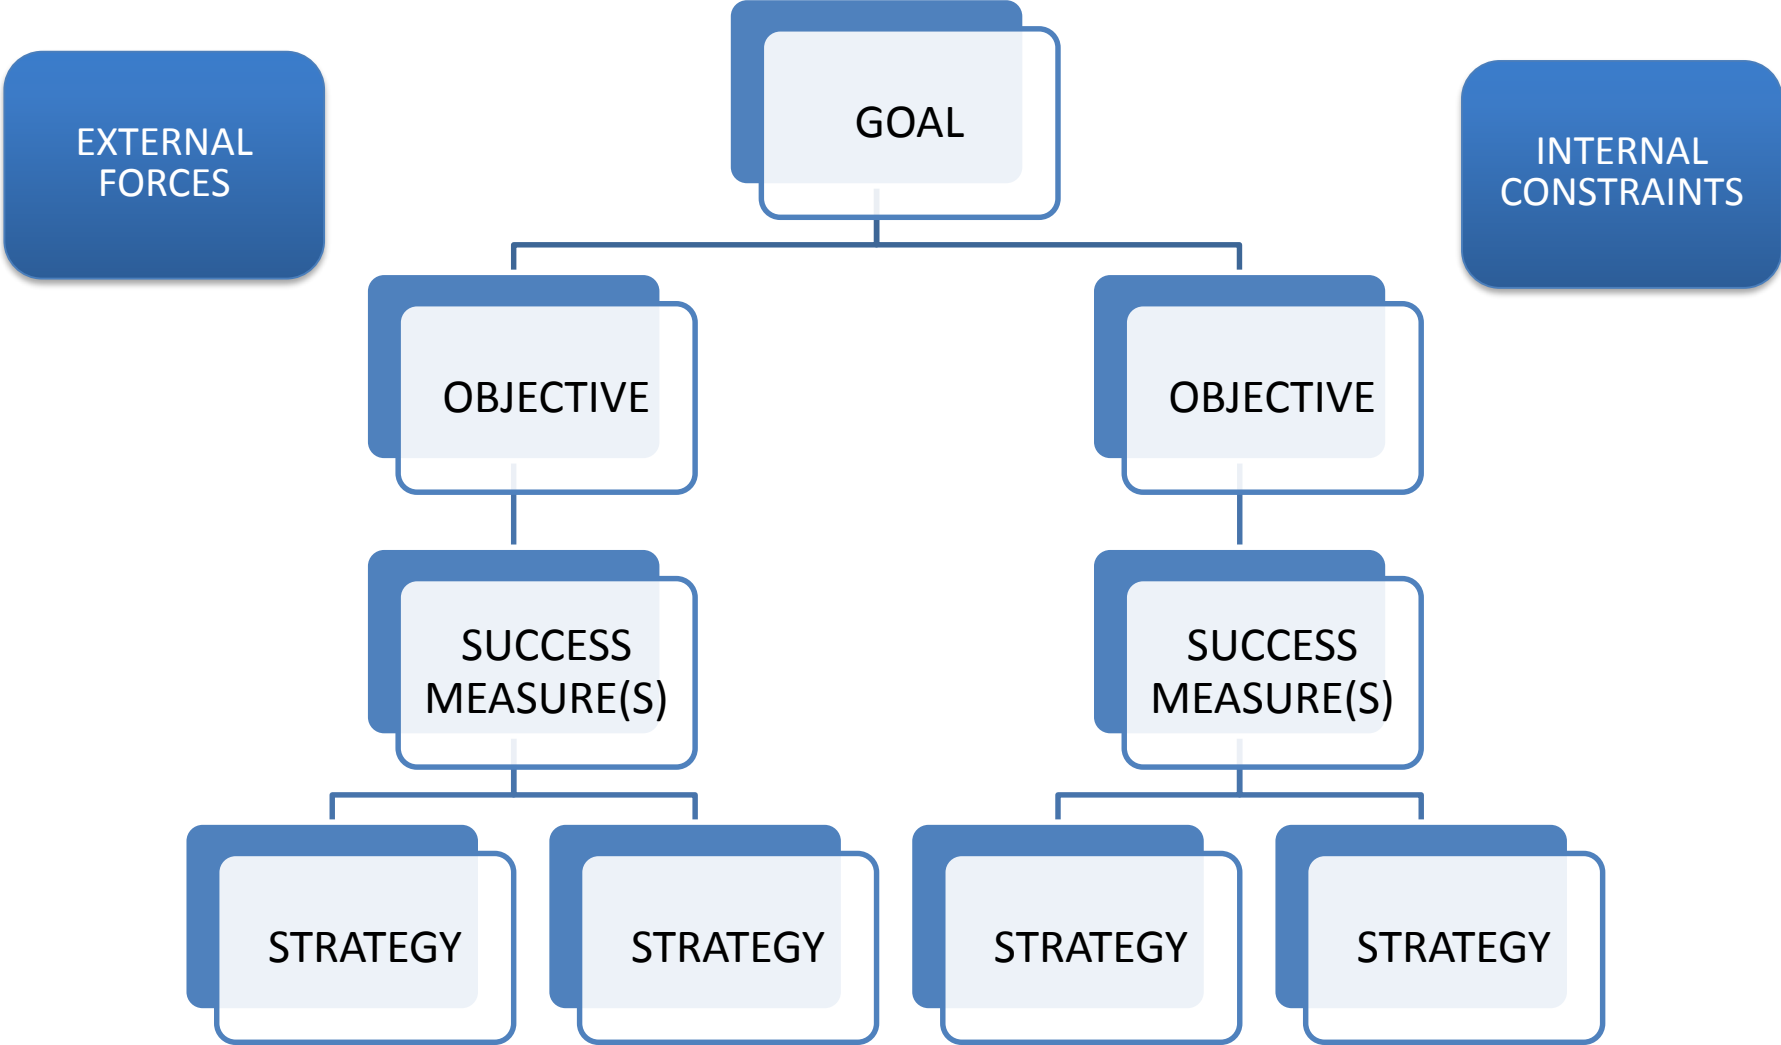 GOAL
EXTERNAL
FORCES
INTERNAL
CONSTRAINTS
OBJECTIVE
OBJECTIVE
SUCCESS
MEASURE(S)
SUCCESS
MEASURE(S)
STRATEGY
STRATEGY
STRATEGY
STRATEGY